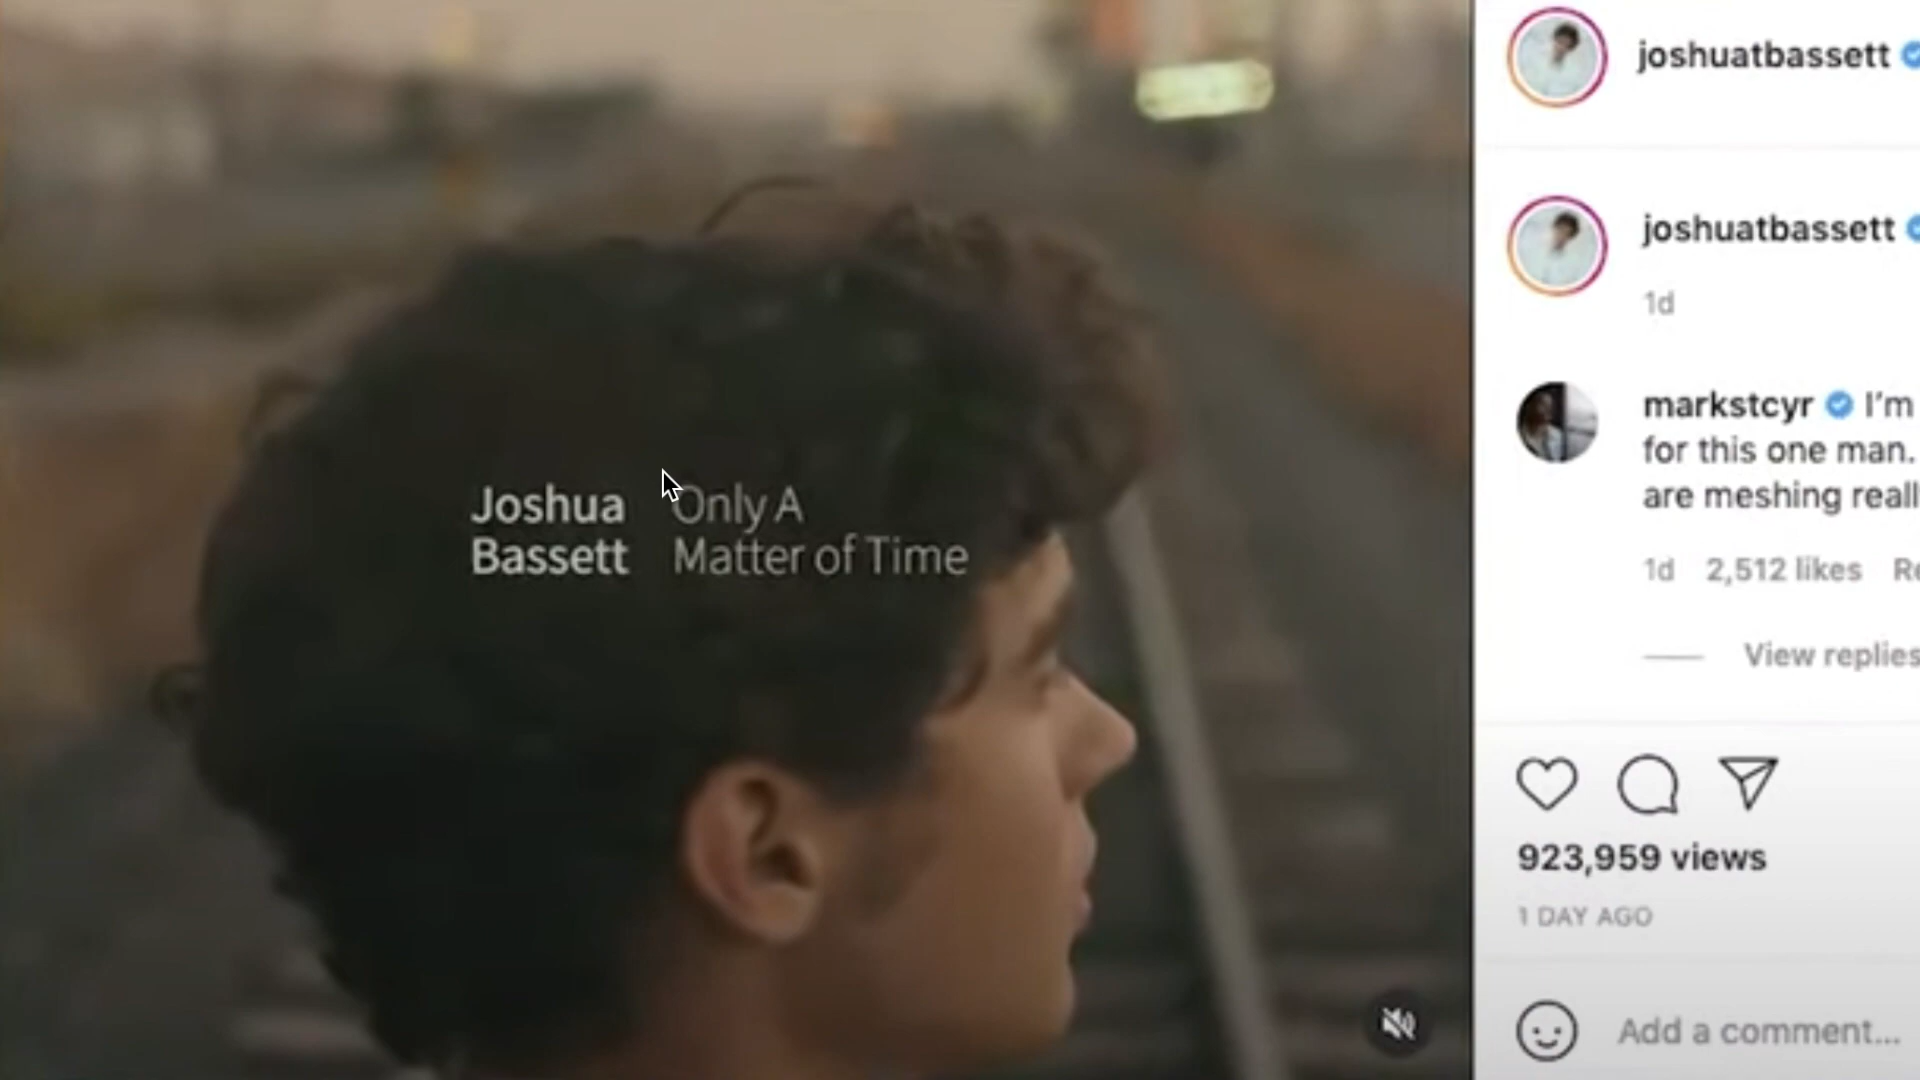 Joshua Only A
Bassett Matter of Time
joshuatbassett
joshuatbassett
1d
markstcyr I'm
for this one man.
are meshing reall
1d 2,512 likes Re
View replies
923,959 views
1 DAY AGO
Add a comment...